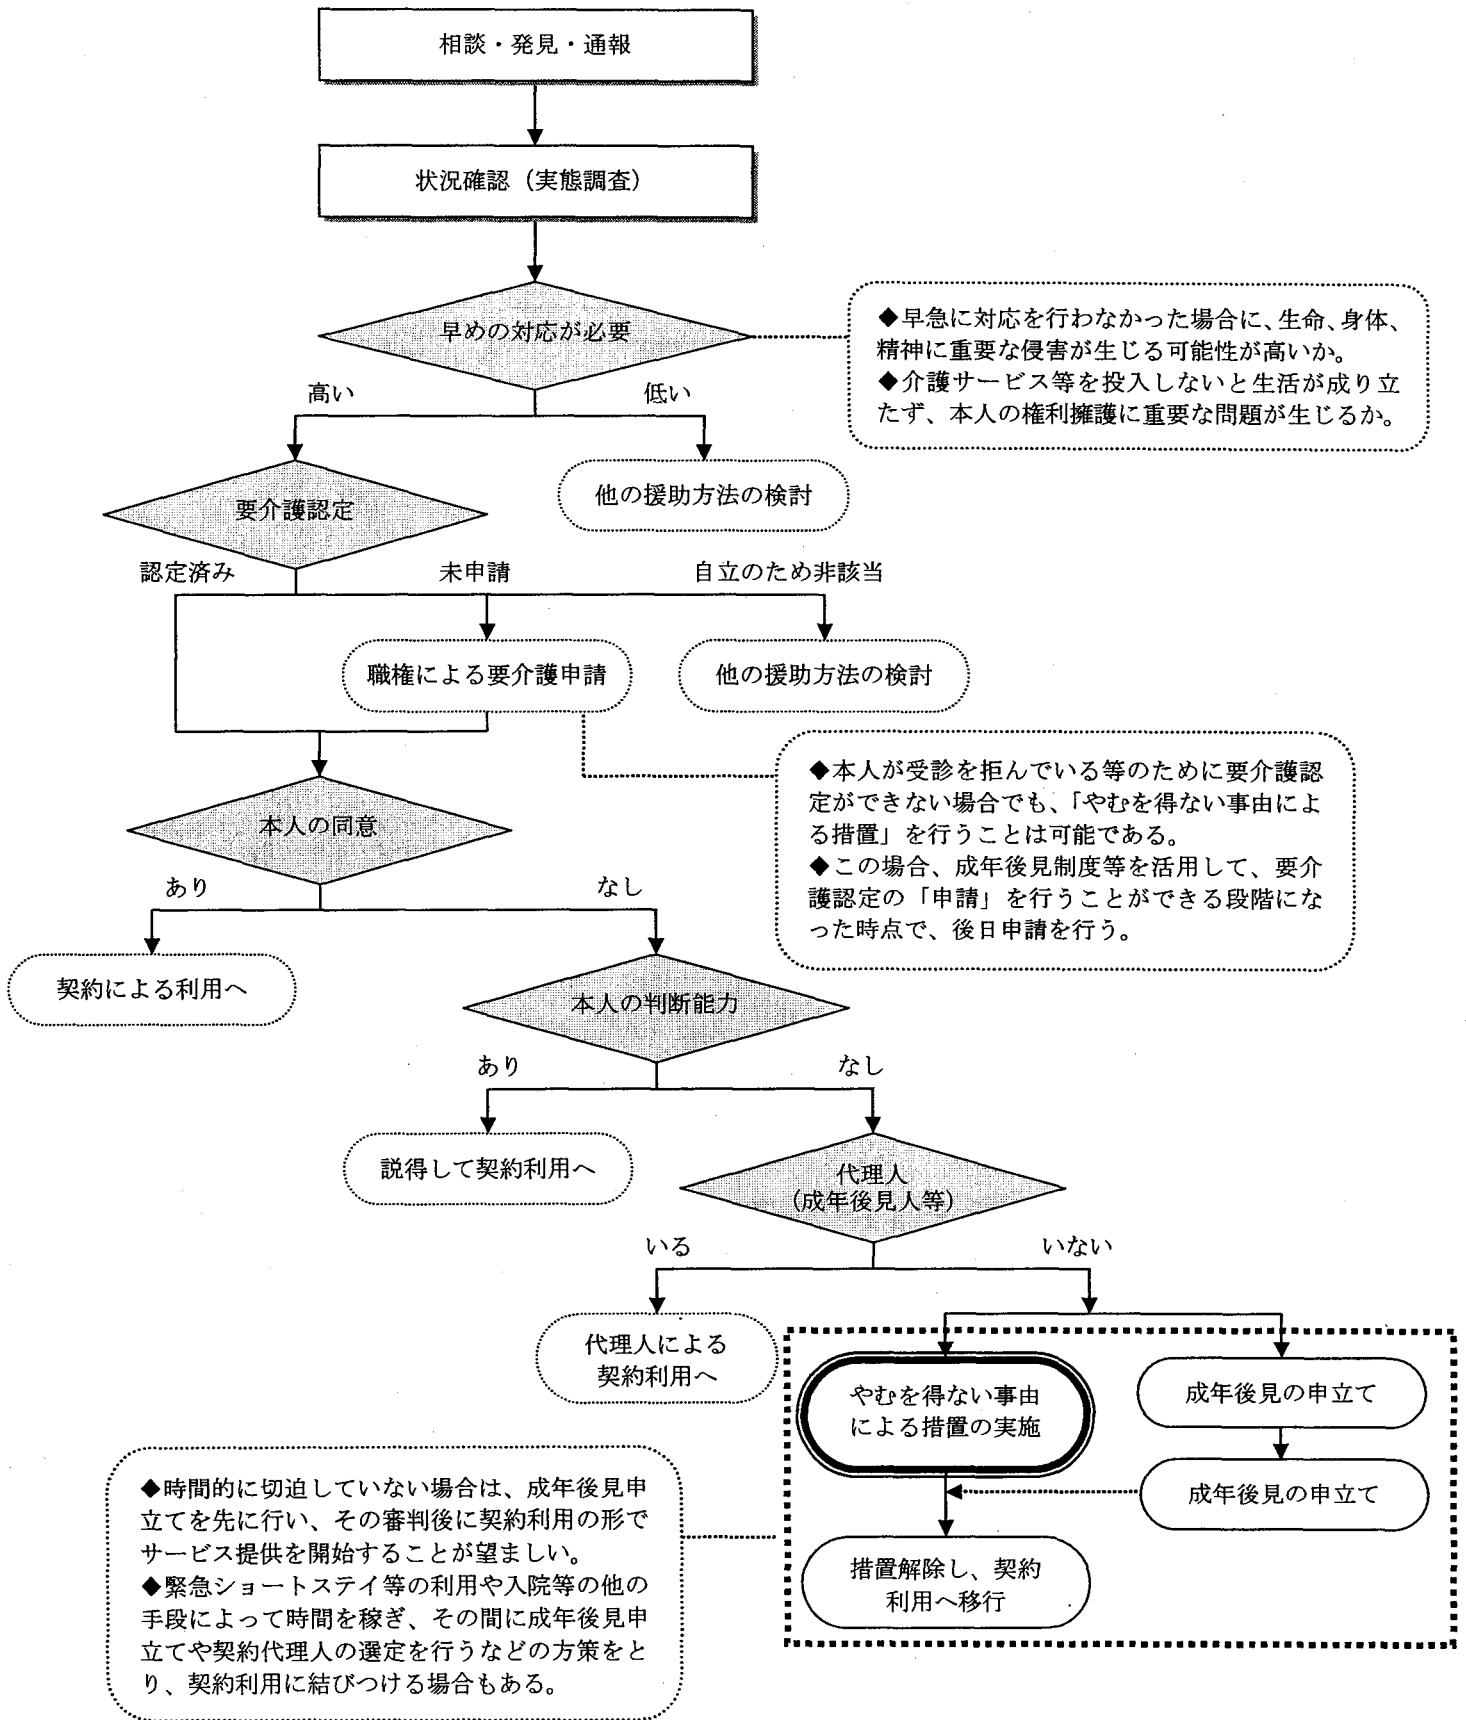 相談・発見・通報
状況確認（実態調査）
早めの対応が必要
◆早急に対応を行わなかった場合に、生命、身体、
精神に重要な侵害が生じる可能性が高いか。
◆介護サービス等を投入しないと生活が成り立
たず、本人の権利擁護に重要な問題が生じるか。
高い
低い
要介護認定
他の援助方法の検討
認定済み
未申請
自立のため非該当
職権による要介護申請
他の援助方法の検討
◆本人が受診を拒んでいる等のために要介護認
定ができない場合でも、「やむを得ない事由によ
る措置」を行うことは可能である。
◆この場合、成年後見制度等を活用して、要介
護認定の「申請」を行うことができる段階にな
った時点で、後日申請を行う。
本人の同意
あり
なし
契約による利用へ
本人の判断能力
あり
なし
説得して契約利用へ
代理人
（成年後見人等）
いる
いない
代理人による
契約利用へ
やむを得ない事由
による措置の実施
成年後見の申立て
成年後見の申立て
措置解除し、契約
利用へ移行
◆時間的に切迫していない場合は、成年後見申
立てを先に行い、その審判後に契約利用の形で
サービス提供を開始することが望ましい。
◆緊急ショートステイ等の利用や入院等の他の
手段によって時間を稼ぎ、その間に成年後見申
立てや契約代理人の選定を行うなどの方策をと
り、契約利用に結びつける場合もある。